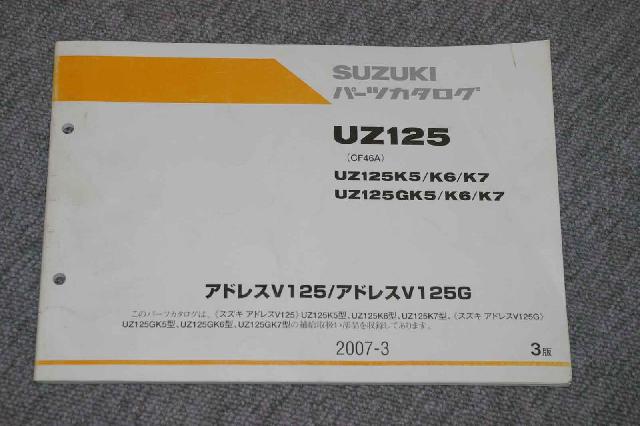 SUZUKI
パーツカタログ
UZ125
(CF46A)
UZ125K5/K6/K7
UZ125GK5/K6/K7
アドレスV125/アドレスV125G
このパーツカタログは、〈スズキ アドレスV125〉UZ125K5型、UZ125K6型、UZ125K7型、〈スズキ アドレスV125G〉
UZ125GK5型、UZ125GK6型、UZ125GK7型の補給取扱い部品を収録してあります。
2007-3
3版